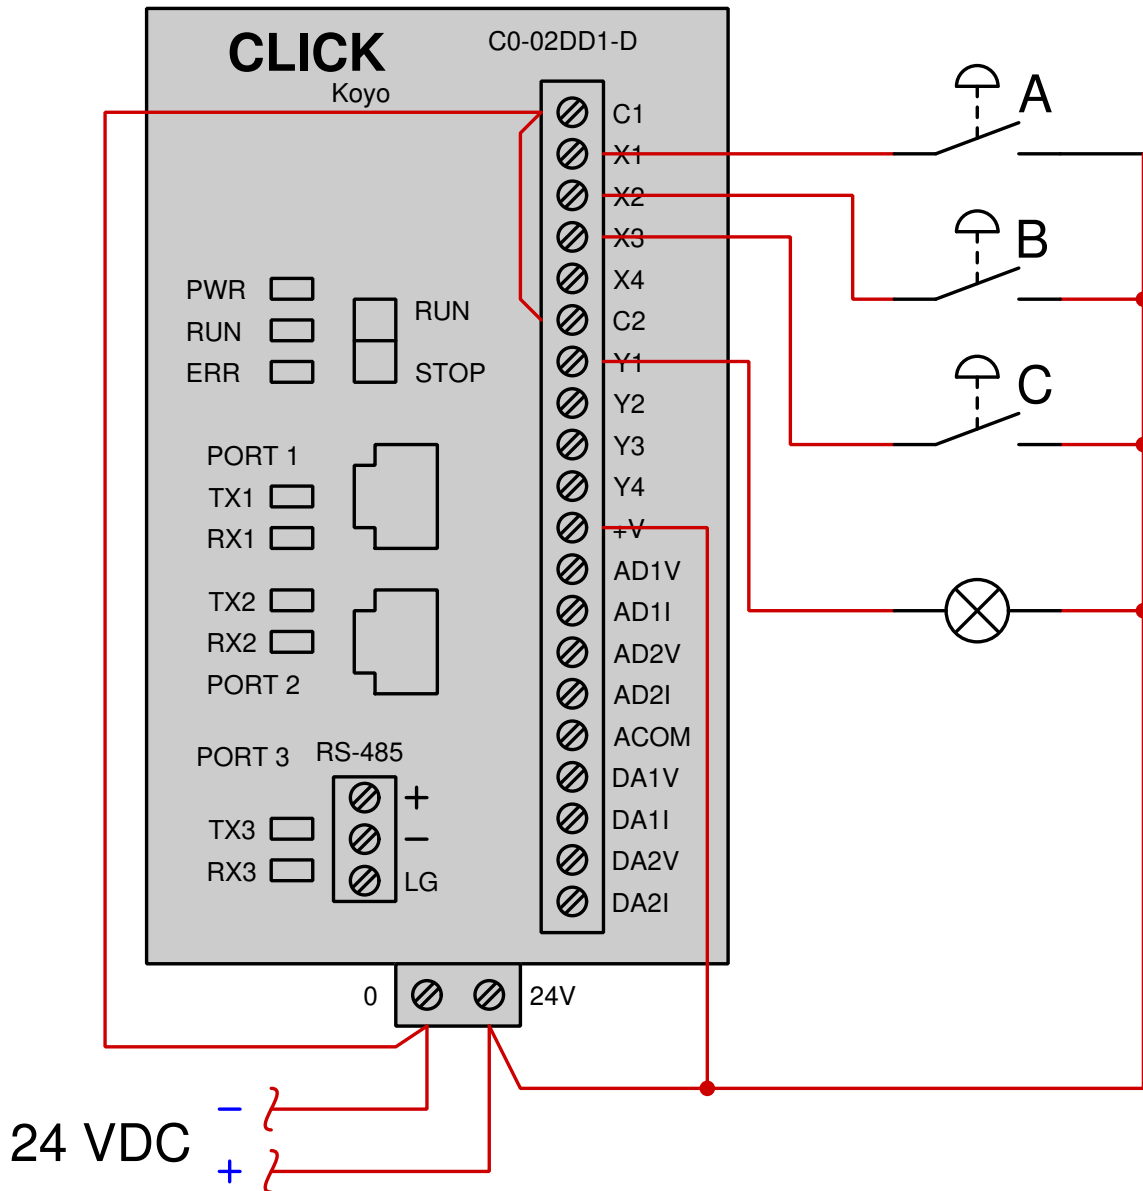 CLICK
Koyo
C0-02DD1-D
C1
X1
X2
X3
X4
C2
Y1
Y2
Y3
Y4
+V
AD1V
AD1I
AD2V
AD2I
ACOM
DA1V
DA1I
DA2V
DA2I
PWR
RUN
ERR
RUN
STOP
PORT 1
TX1
RX1
TX2
RX2
PORT 2
PORT 3
RS-485
TX3
RX3
+
−
LG
0
24V
A
B
C
24 VDC
−
+